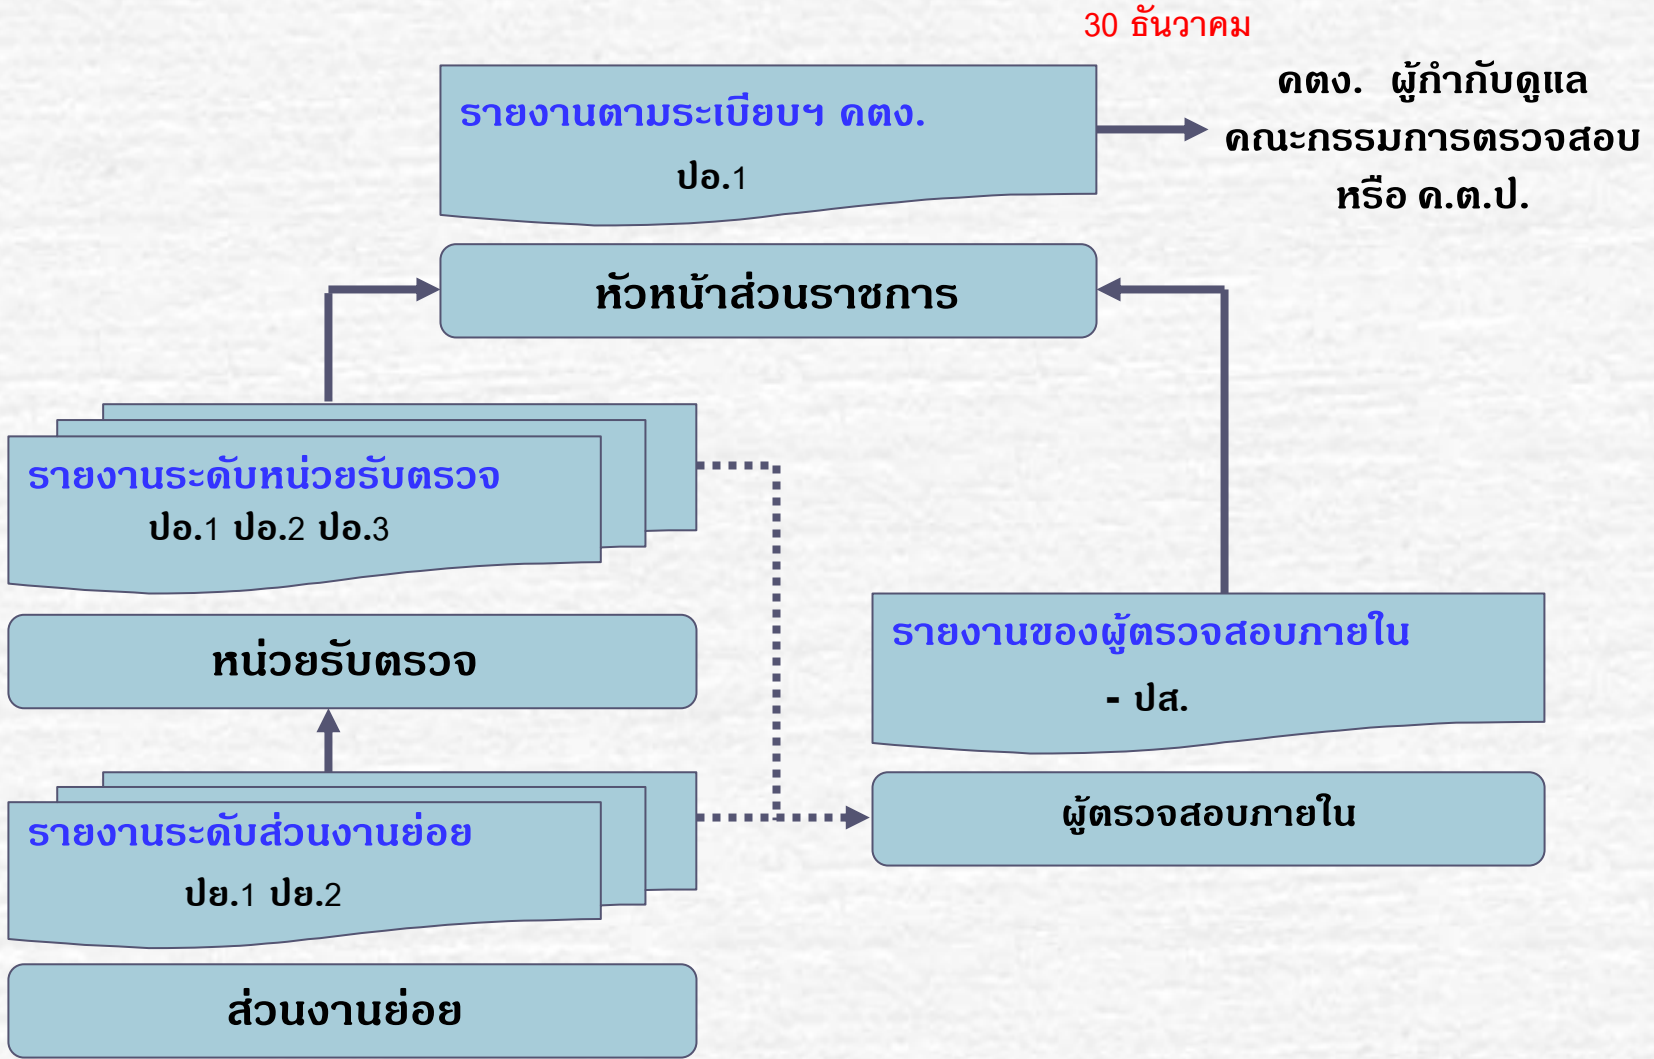 30 ธันวาคม
รายงานตามระเบียบฯ คตง.
ปอ.1
คตง. ผู้กำกับดูแล
คณะกรรมการตรวจสอบ
หรือ ค.ต.ป.
หัวหน้าส่วนราชการ
รายงานระดับหน่วยรับตรวจ
ปอ.1 ปอ.2 ปอ.3
หน่วยรับตรวจ
รายงานของผู้ตรวจสอบภายใน
- ปส.
ผู้ตรวจสอบภายใน
รายงานระดับส่วนงานย่อย
ปย.1 ปย.2
ส่วนงานย่อย